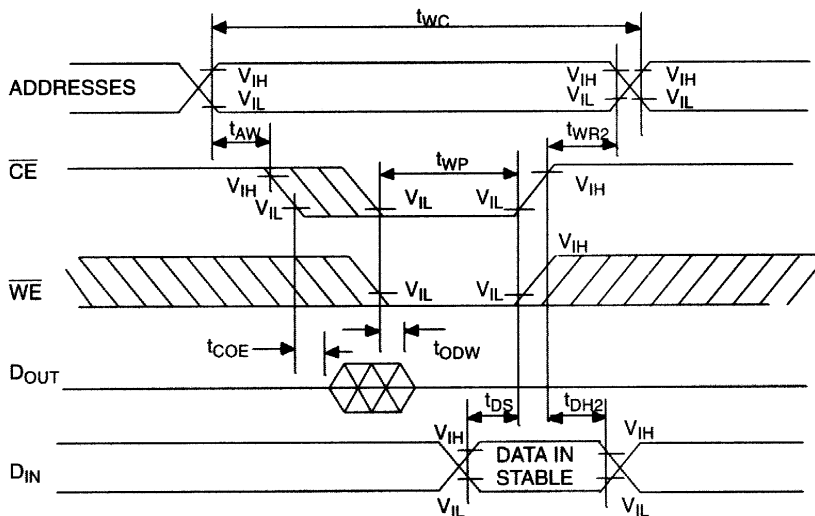 tWC
ADDRESSES
VIH VIH VIH
VIL VIL VIL
tAW tWR2
CE tWP
VIH VIH
VIL VIL VIL
VIH
WE
VIL VIL
tCOE tODW
DOUT
tDS tDH2
VIH DATA IN VIH
DIN STABLE
VIL VIL